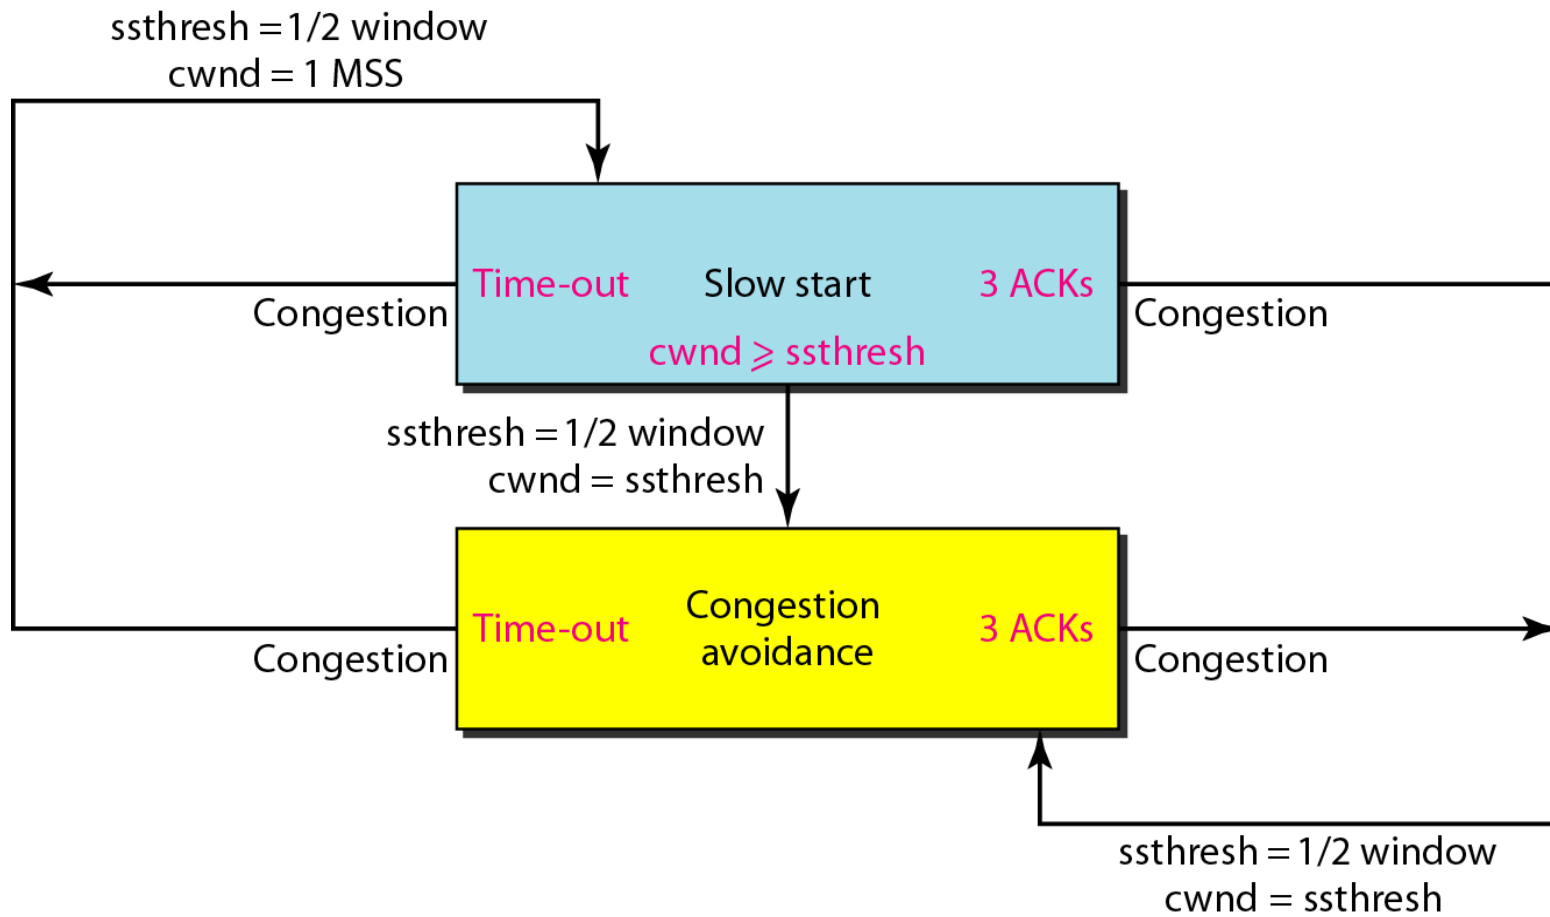 ssthresh = 1/2 window
cwnd = 1 MSS
Time-out Slow start 3 ACKs
Congestion Congestion
cwnd ⩾ ssthresh
ssthresh = 1/2 window
cwnd = ssthresh
Congestion
avoidance
Time-out 3 ACKs
Congestion Congestion
ssthresh = 1/2 window
cwnd = ssthresh